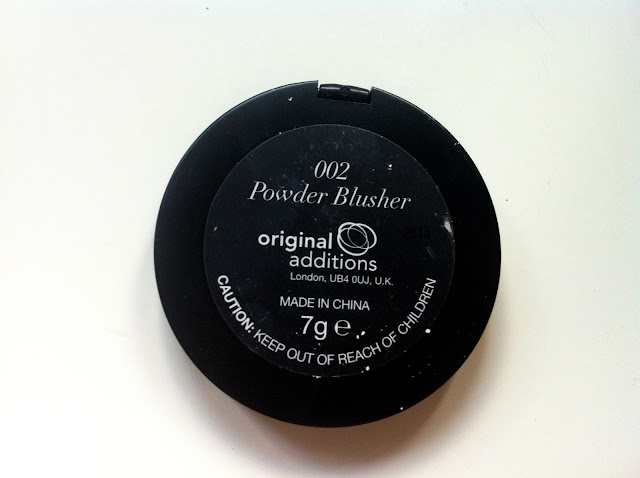 002
Powder Blusher
original
additions
London, UB4 0UJ, U.K.
MADE IN CHINA
7g ℮
CAUTION: KEEP OUT OF REACH OF CHILDREN